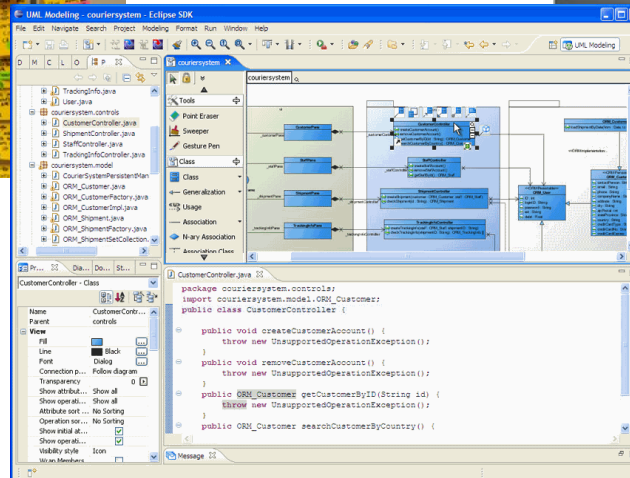 UML Modeling - couriersystem - Eclipse SDK
File Edit Navigate Search Project Modeling Format Run Window Help
UML Modeling
D M C L O P
couriersystem
TrackingInfo.java
User.java
couriersystem.controls
CustomerController.java
ShipmentController.java
StaffController.java
TrackingInfoController.java
couriersystem.model
CourierSystemPersistentMan
ORM_Customer.java
ORM_CustomerFactory.java
ORM_CustomerImpl.java
ORM_Shipment.java
ORM_ShipmentFactory.java
ORM_ShipmentSetCollection.
couriersystem
Tools
Point Eraser
Sweeper
Gesture Pen
Class
Class
Generalization
Usage
Association
N-ary Association
Association Class
Pr... Dia... Do... St...
CustomerController - Class
Name CustomerContr...
Parent controls
View
Fill
Line Black
Font Dialog
Connection p... Follow diagram
Transparency 0
Show attribut... Show all
Show operati... Show all
Attribute sort ... No Sorting
Operation sor... No Sorting
Show initial at...
Show operati...
Visibility style Icon
Wrap Members
CustomerController.java
package couriersystem.controls;
import couriersystem.model.ORM_Customer;
public class CustomerController {
public void createCustomerAccount() {
throw new UnsupportedOperationException();
}
public void removeCustomerAccount() {
throw new UnsupportedOperationException();
}
public ORM_Customer getCustomerByID(String id) {
throw new UnsupportedOperationException();
}
public ORM_Customer searchCustomerByCountry() {
Message